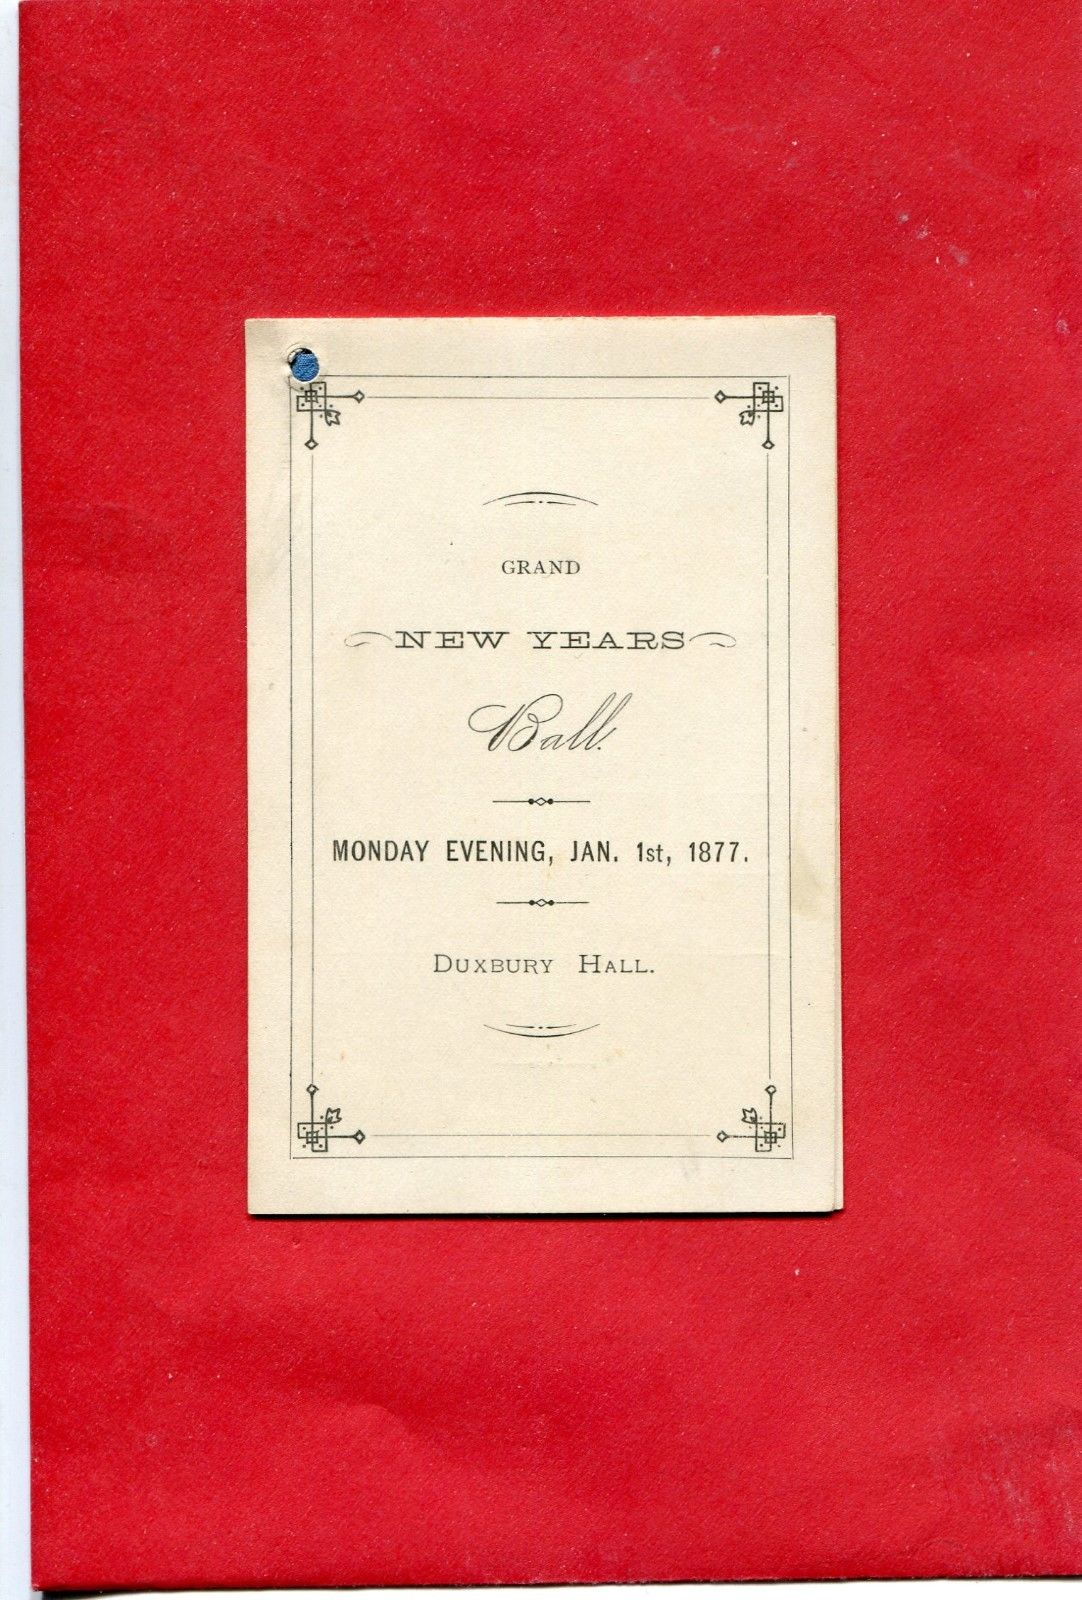 GRAND
NEW YEARS
Ball.
MONDAY EVENING, JAN. 1st, 1877.
DUXBURY HALL.